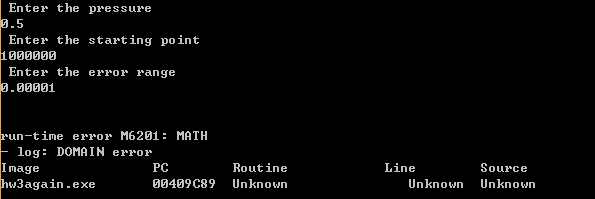 Enter the pressure
0.5
Enter the starting point
1000000
Enter the error range
0.00001
run-time error M6201: MATH
- log: DOMAIN error
Image PC Routine Line Source
hw3again.exe 00409C89 Unknown Unknown Unknown